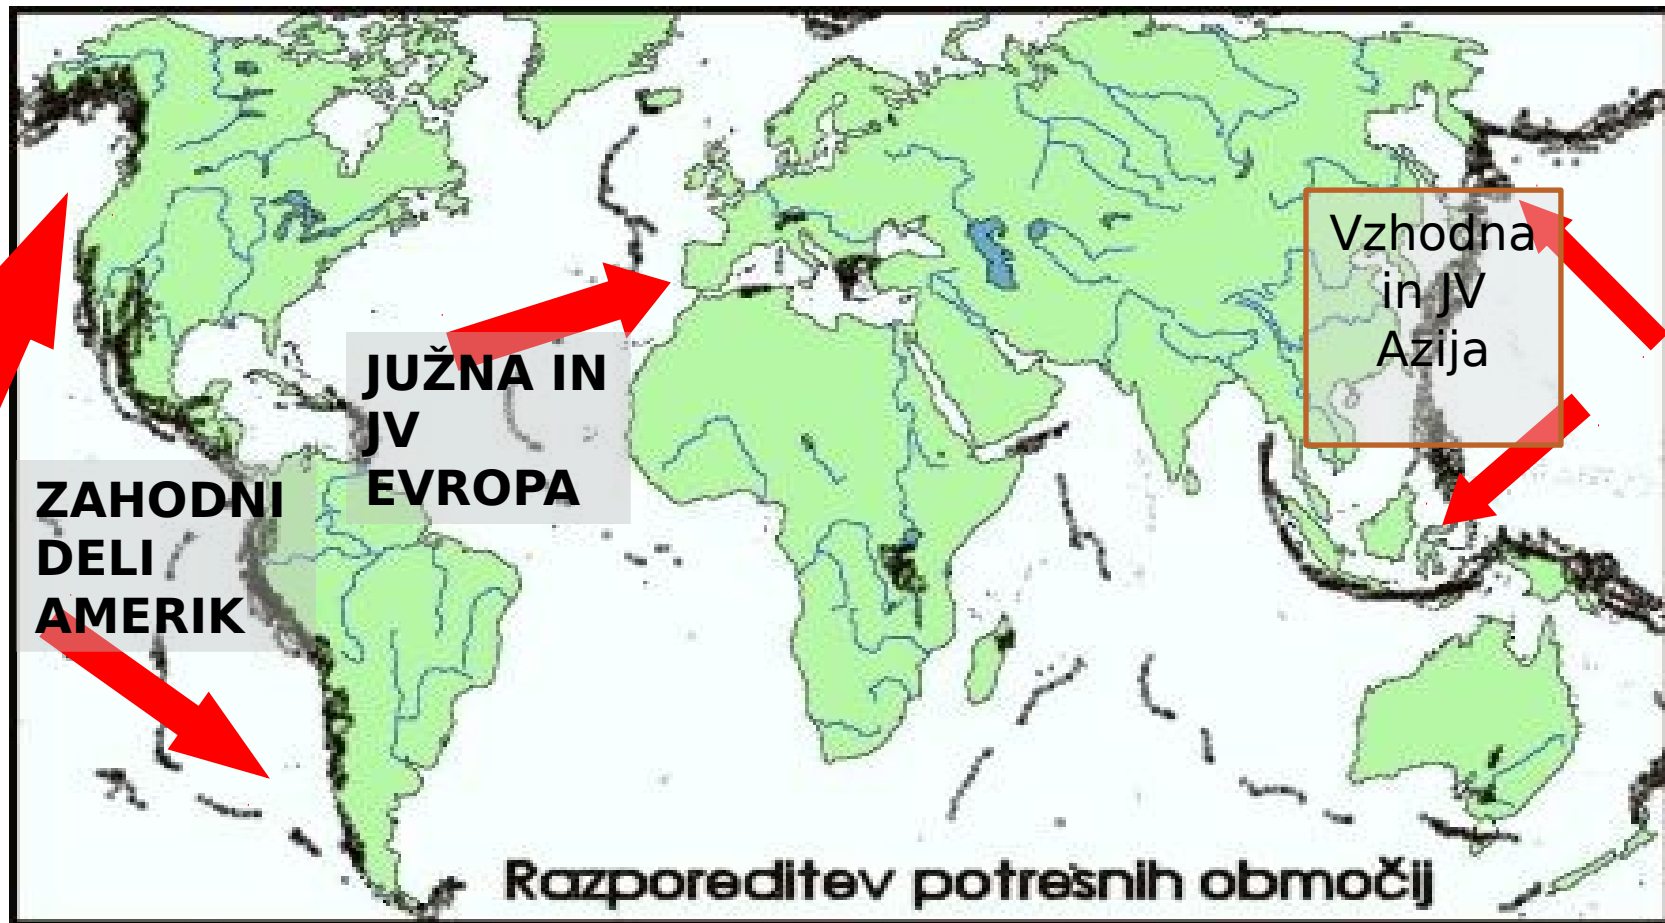 Vzhodna
in JV
Azija
JUŽNA IN
JV
EVROPA
ZAHODNI
DELI
AMERIK
Razporeditev potresnih območij